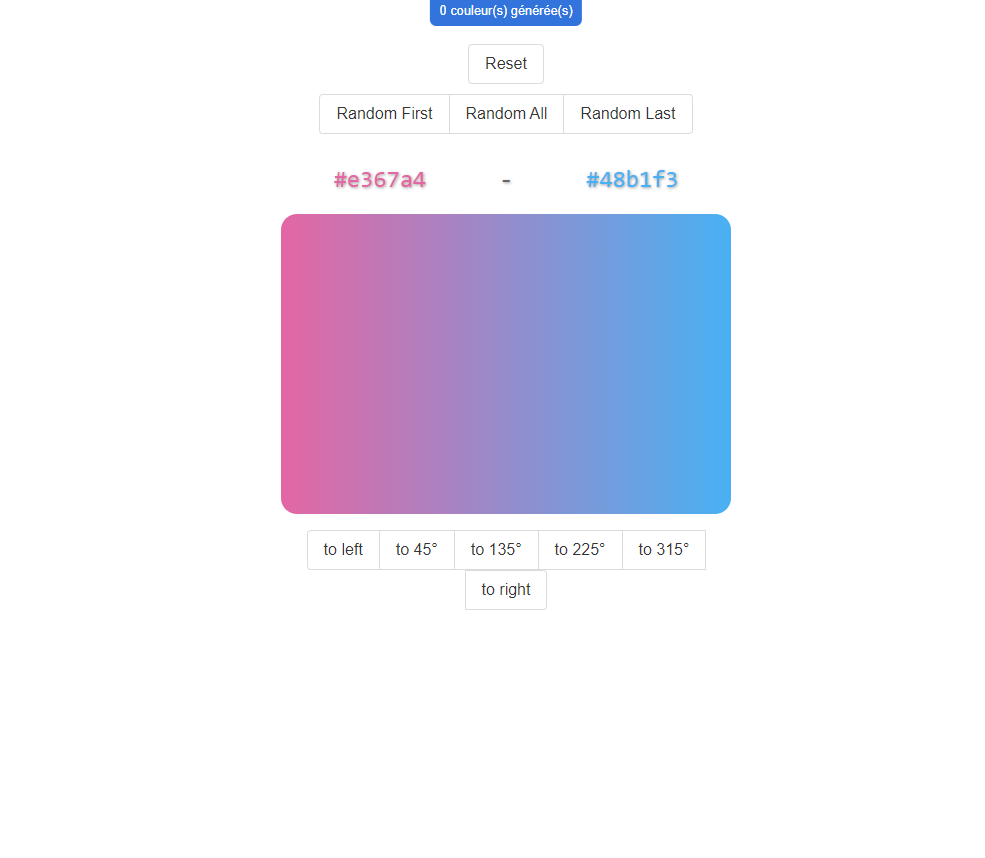 0 couleur(s) générée(s)
Reset
Random First Random All Random Last
#e367a4 - #48b1f3
to left to 45° to 135° to 225° to 315°
to right